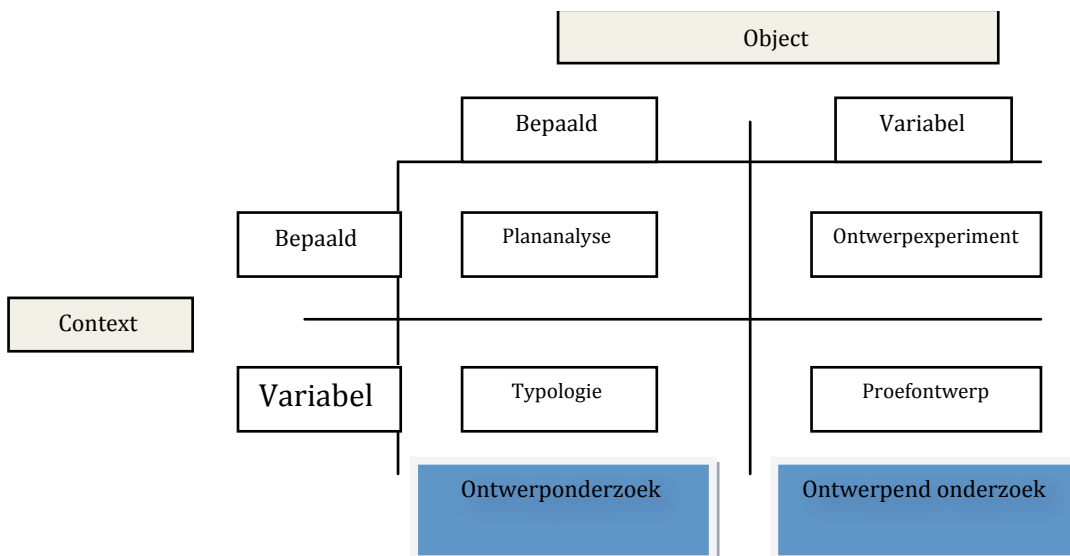 Object
Bepaald
Variabel
Bepaald
Plananalyse
Ontwerpexperiment
Context
Variabel
Typologie
Proefontwerp
Ontwerponderzoek
Ontwerpend onderzoek